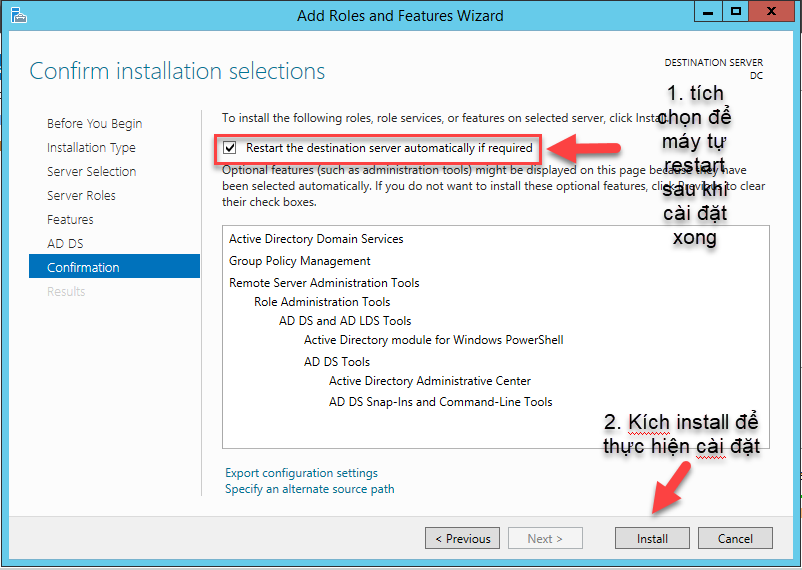 Add Roles and Features Wizard
Confirm installation selections
DESTINATION SERVER
DC
Before You Begin
Installation Type
Server Selection
Server Roles
Features
AD DS
Confirmation
Results
To install the following roles, role services, or features on selected server, click Install.
Restart the destination server automatically if required
Optional features (such as administration tools) might be displayed on this page because they have
been selected automatically. If you do not want to install these optional features, click Previous to clear
their check boxes.
1. tích
chọn để
máy tự
restart
sau khi
cài đặt
xong
Active Directory Domain Services
Group Policy Management
Remote Server Administration Tools
Role Administration Tools
AD DS and AD LDS Tools
Active Directory module for Windows PowerShell
AD DS Tools
Active Directory Administrative Center
AD DS Snap-Ins and Command-Line Tools
2. Kích install để
thực hiện cài đặt
Export configuration settings
Specify an alternate source path
< Previous
Next >
Install
Cancel